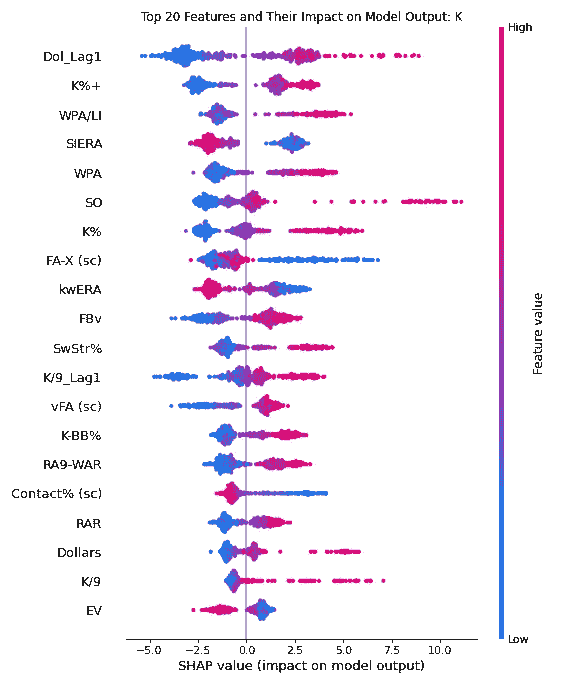 Top 20 Features and Their Impact on Model Output: K
High
Dol_Lag1
K%+
WPA/LI
SIERA
WPA
SO
K%
FA-X (sc)
kwERA
FBv
SwStr%
K/9_Lag1
vFA (sc)
K-BB%
RA9-WAR
Contact% (sc)
RAR
Dollars
K/9
EV
Feature value
Low
−5.0 −2.5 0.0 2.5 5.0 7.5 10.0
SHAP value (impact on model output)